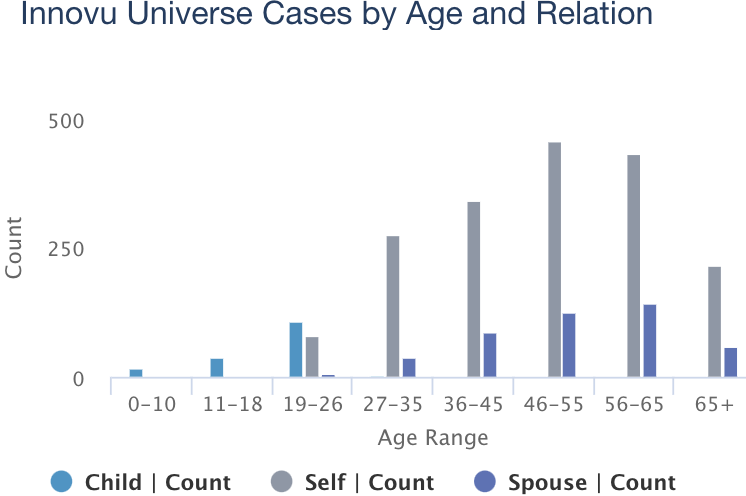 Innovu Universe Cases by Age and Relation
500
250
0
Count
0–10 11–18 19–26 27–35 36–45 46–55 56–65 65+
Age Range
Child | Count Self | Count Spouse | Count